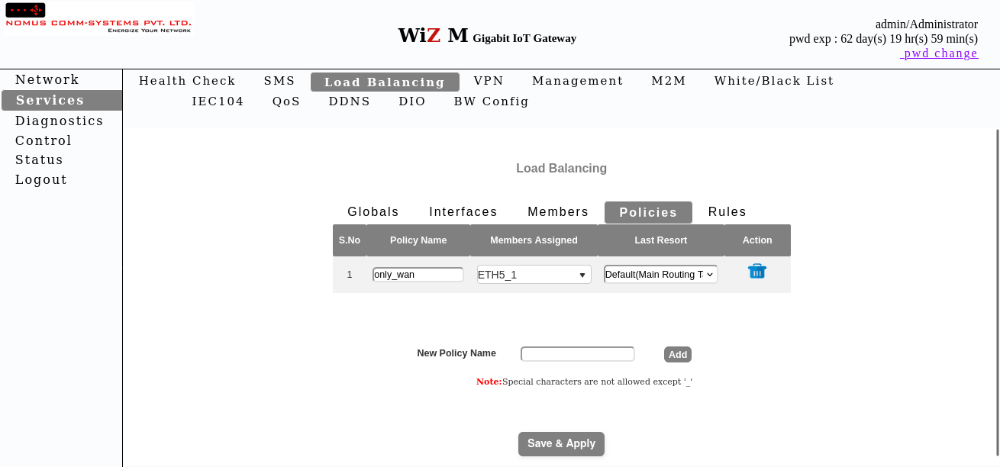 NOMUS COMM-SYSTEMS PVT. LTD.
ENERGIZE YOUR NETWORK
WiZ M Gigabit IoT Gateway
admin/Administrator
pwd exp : 62 day(s) 19 hr(s) 59 min(s)
pwd change
Network
Services
Diagnostics
Control
Status
Logout
Health Check SMS Load Balancing VPN Management M2M White/Black List
IEC104 QoS DDNS DIO BW Config
Load Balancing
Globals Interfaces Members Policies Rules
S.No Policy Name Members Assigned Last Resort Action
1 only_wan ETH5_1 Default(Main Routing T
New Policy Name Add
Note:Special characters are not allowed except '_'
Save & Apply